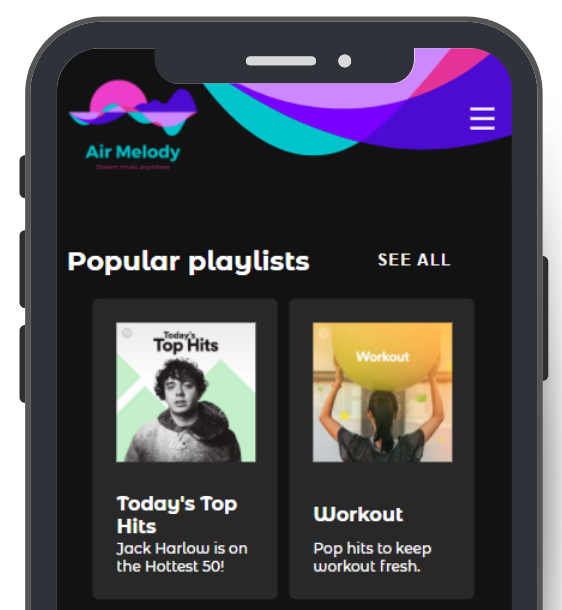 Air Melody
Stream music anywhere
Popular playlists
SEE ALL
Today's
Top Hits
Workout
Today's Top
Hits
Jack Harlow is on
the Hottest 50!
Workout
Pop hits to keep
workout fresh.